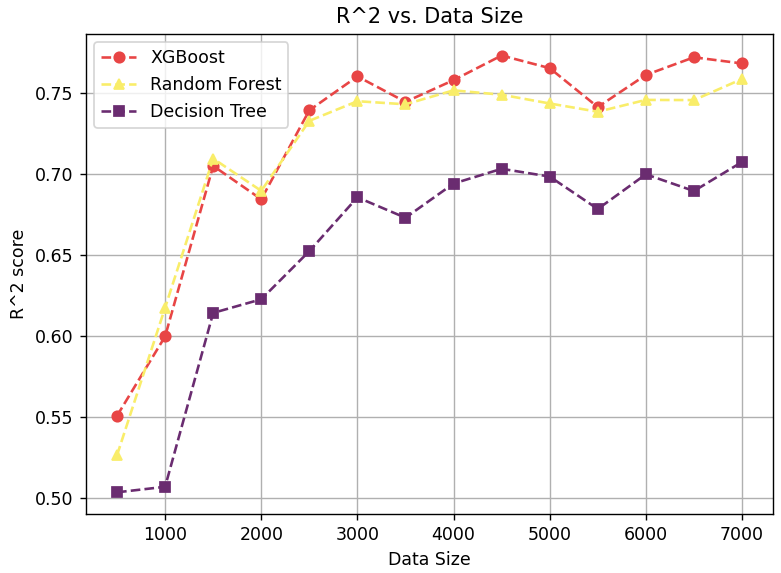 R^2 vs. Data Size
XGBoost
Random Forest
Decision Tree
R^2 score
0.75
0.70
0.65
0.60
0.55
0.50
1000 2000 3000 4000 5000 6000 7000
Data Size